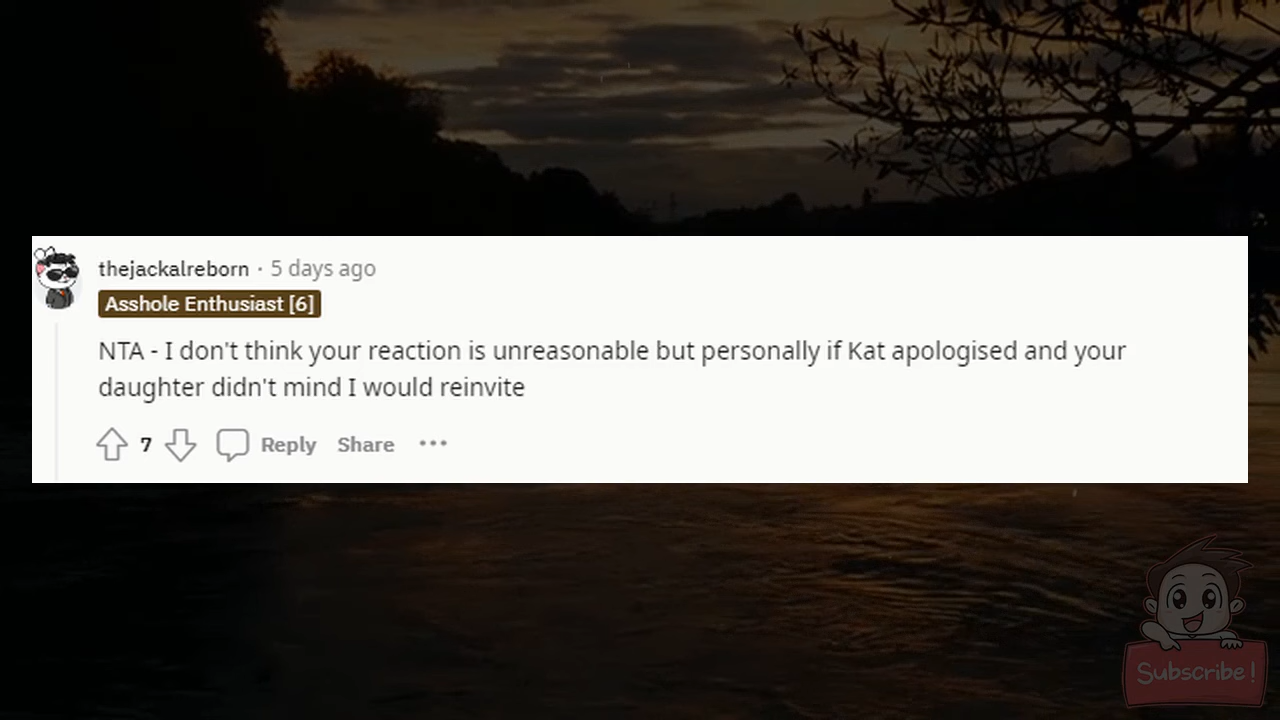 thejackalreborn · 5 days ago
Asshole Enthusiast [6]
NTA - I don't think your reaction is unreasonable but personally if Kat apologised and your
daughter didn't mind I would reinvite
7 Reply Share ···
Subscribe!